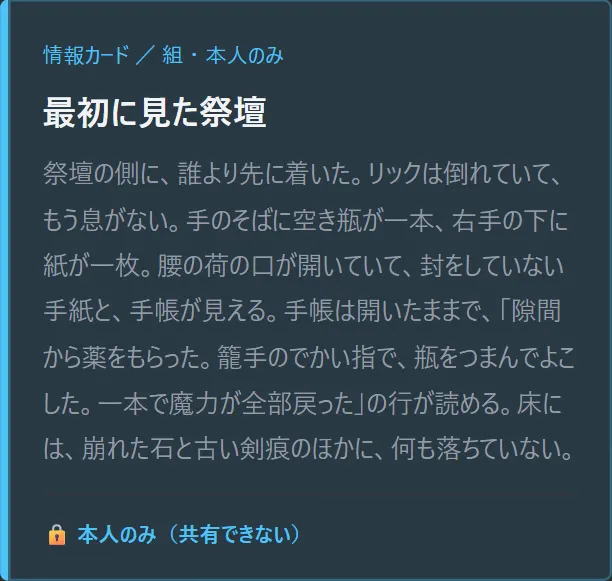 情報カード ／ 組 · 本人のみ
最初に見た祭壇
祭壇の側に、誰より先に着いた。リックは倒れていて、
もう息がない。手のそばに空き瓶が一本、右手の下に
紙が一枚。腰の荷の口が開いていて、封をしていない
手紙と、手帳が見える。手帳は開いたままで、「隙間
から薬をもらった。籠手のでかい指で、瓶をつまんでよこ
した。一本で魔力が全部戻った」の行が読める。床に
は、崩れた石と古い剣痕のほかに、何も落ちていない。
🔒 本人のみ（共有できない）